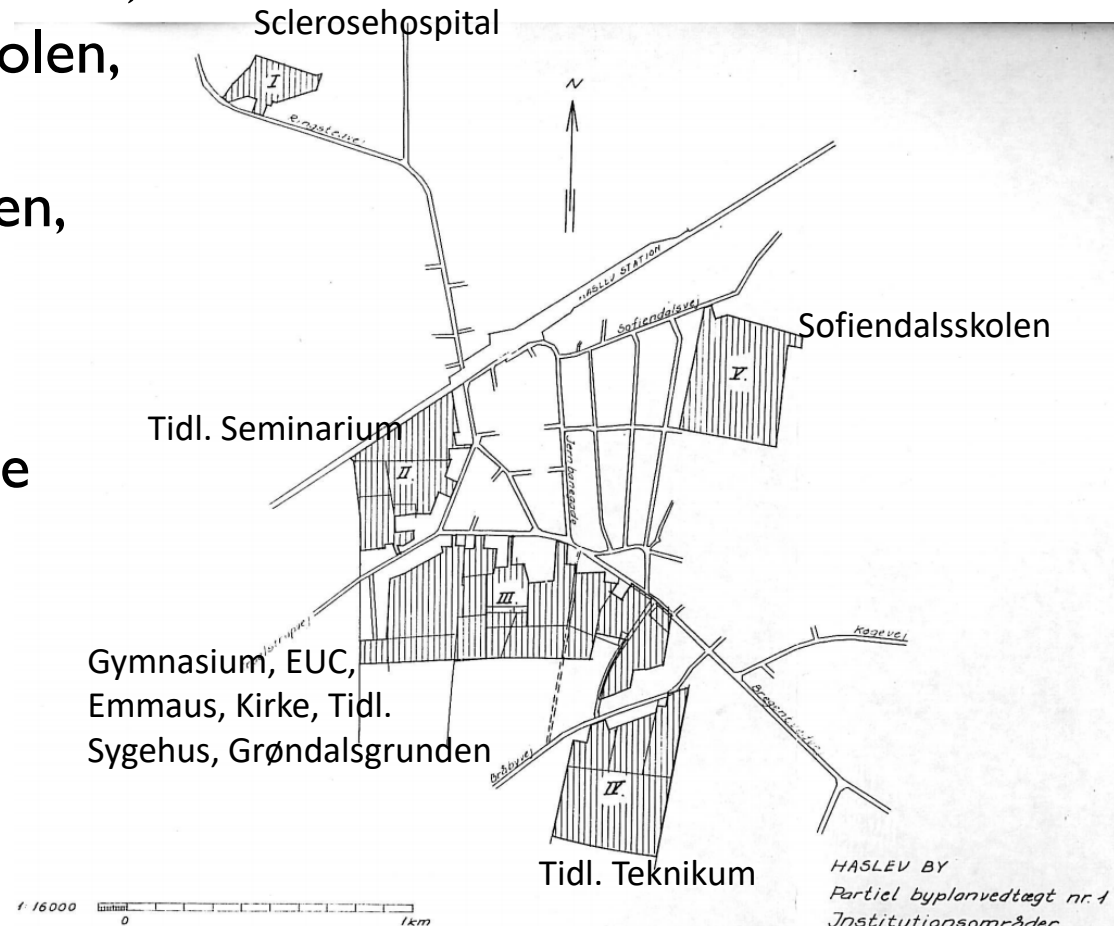 Sclerosehospital
olen,
I
Ringstedvej
en,
N
HASLEV STATION
Sofiendalsvej
Sofiendalsskolen
V.
Tidl. Seminarium
e
II.
Jernbanegade
III.
Køgevej
Gymnasium, EUC,
Emmaus, Kirke, Tidl.
Sygehus, Grøndalsgrunden
Bråbyvej
IV.
Tidl. Teknikum
HASLEV BY
Partiel byplanvedtægt nr. 1
Institutionsområder
1:16000
0
1km